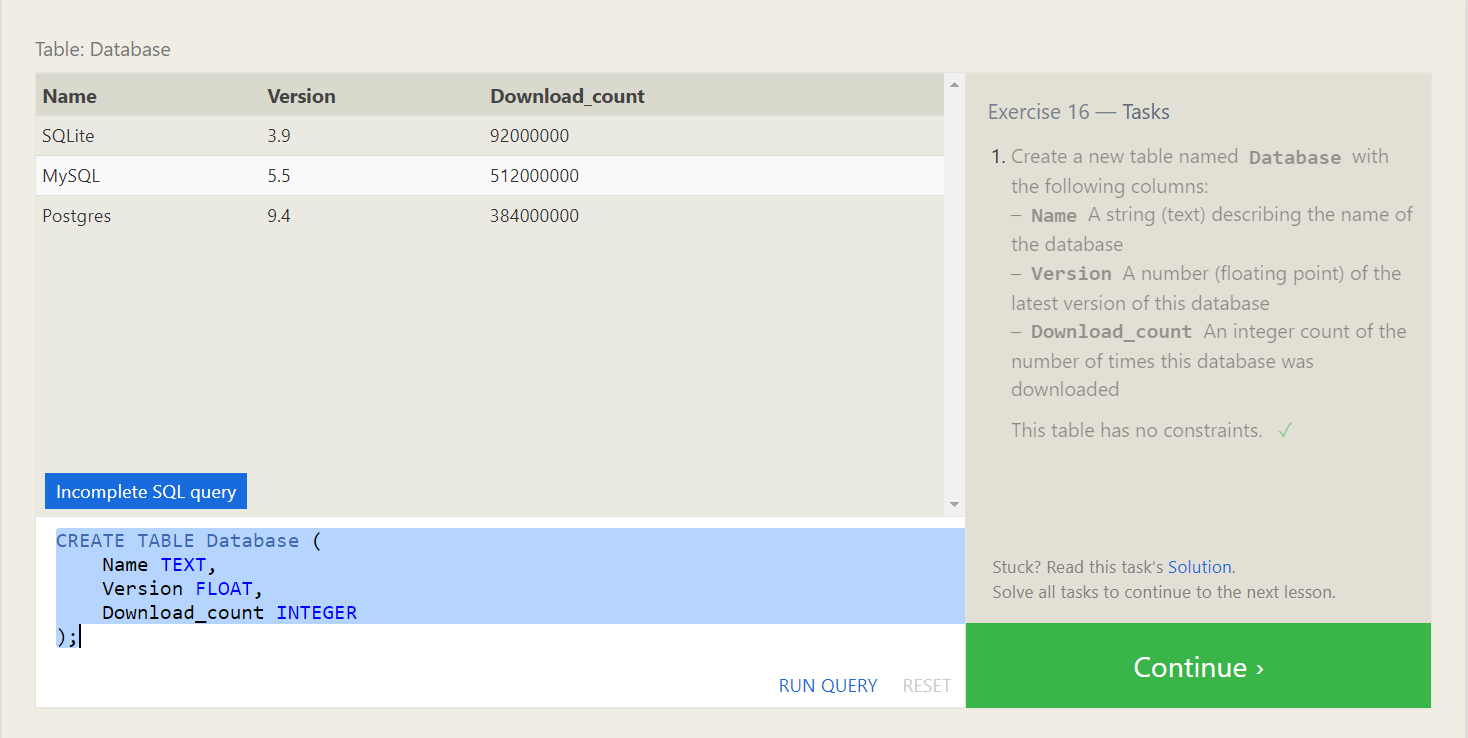 Table: Database
Name Version Download_count
SQLite 3.9 92000000
MySQL 5.5 512000000
Postgres 9.4 384000000
Incomplete SQL query
CREATE TABLE Database (
    Name TEXT,
    Version FLOAT,
    Download_count INTEGER
);
RUN QUERY RESET
Exercise 16 — Tasks
1. Create a new table named Database with
the following columns:
– Name A string (text) describing the name of
the database
– Version A number (floating point) of the
latest version of this database
– Download_count An integer count of the
number of times this database was
downloaded
This table has no constraints. ✓
Stuck? Read this task's Solution.
Solve all tasks to continue to the next lesson.
Continue ›